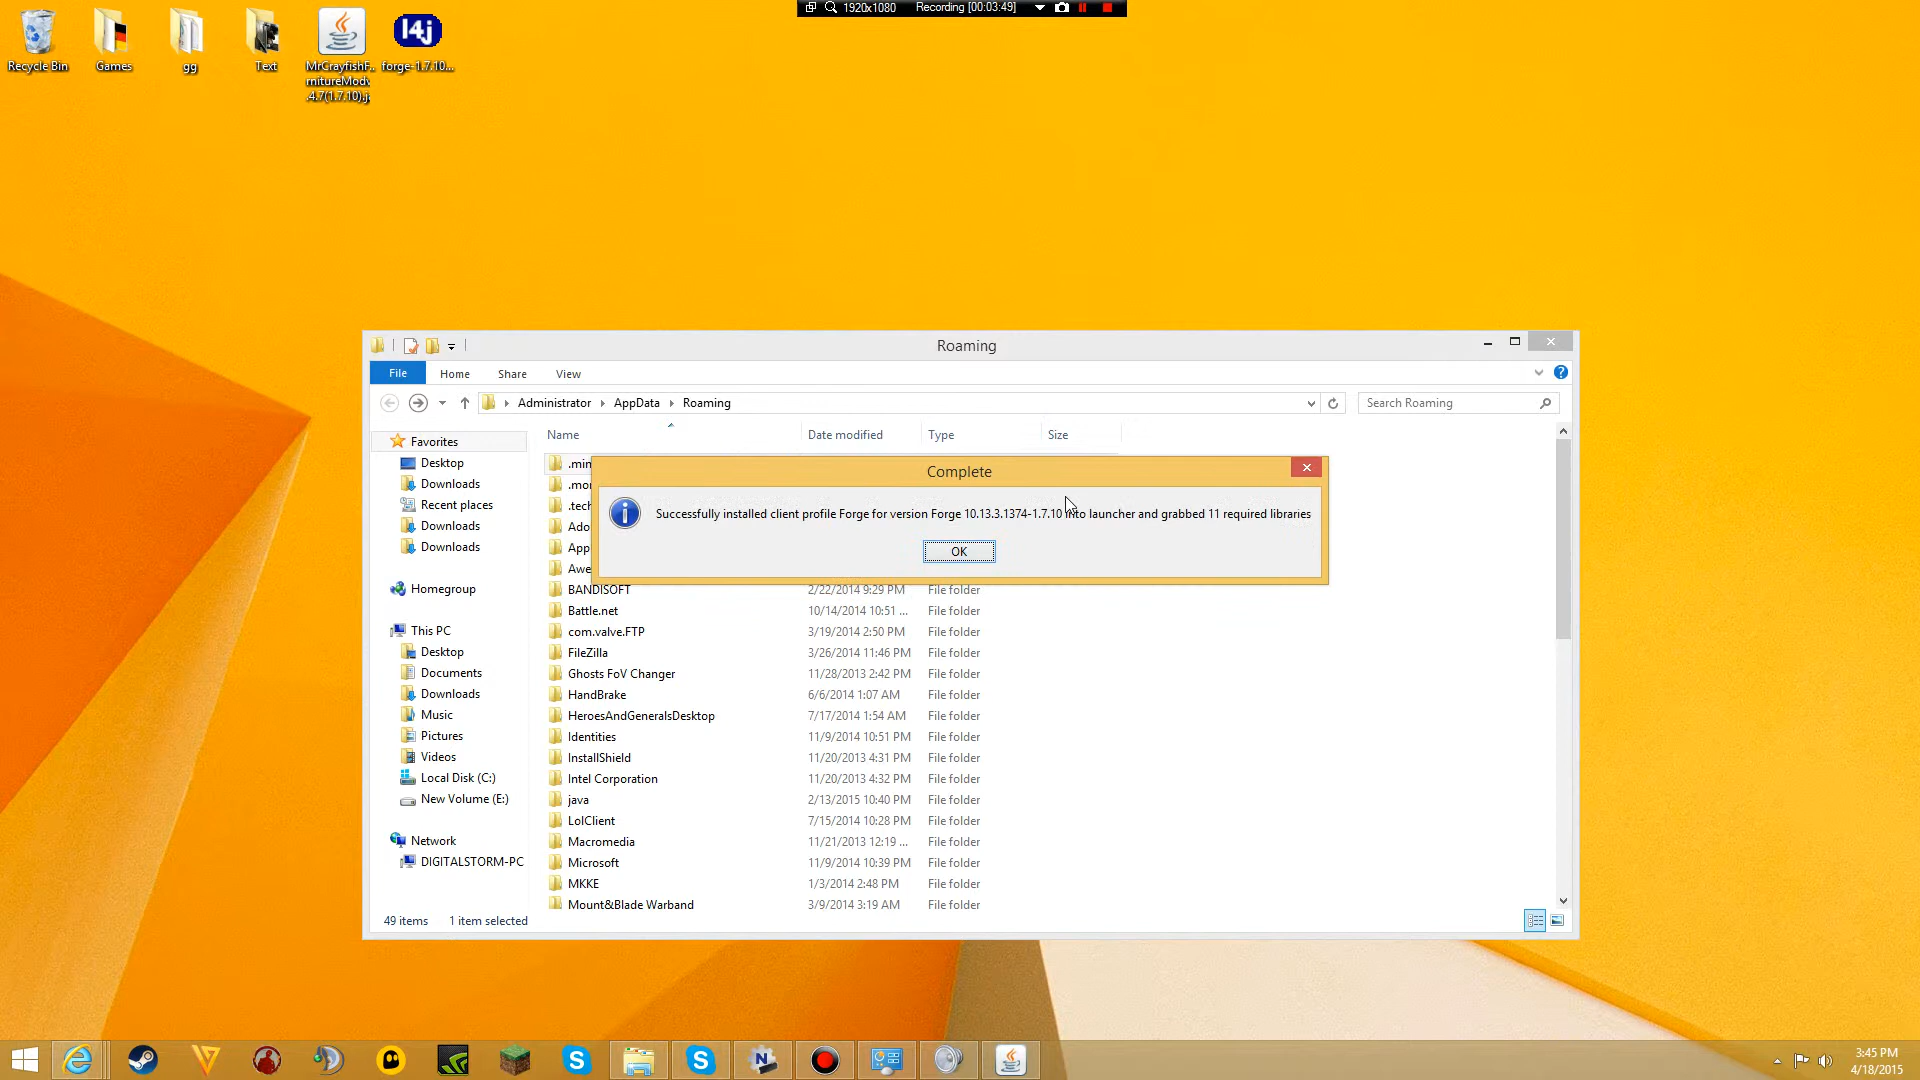 1920x1080 Recording [00:03:49]
Recycle Bin
Games
gg
Text
MrCrayfishF...
rnitureModv
.4.7(1.7.10).j...
forge-1.7.10...
l4j
Roaming
File Home Share View
Administrator AppData Roaming
Search Roaming
Name Date modified Type Size
Favorites
Desktop
Downloads
Recent places
Downloads
Downloads
Homegroup
This PC
Desktop
Documents
Downloads
Music
Pictures
Videos
Local Disk (C:)
New Volume (E:)
Network
DIGITALSTORM-PC
.min
.mo
.tech
Ado
App
Awe
BANDISOFT 2/22/2014 9:29 PM File folder
Battle.net 10/14/2014 10:51 ... File folder
com.valve.FTP 3/19/2014 2:50 PM File folder
FileZilla 3/26/2014 11:46 PM File folder
Ghosts FoV Changer 11/28/2013 2:42 PM File folder
HandBrake 6/6/2014 1:07 AM File folder
HeroesAndGeneralsDesktop 7/17/2014 1:54 AM File folder
Identities 11/9/2014 10:51 PM File folder
InstallShield 11/20/2013 4:31 PM File folder
Intel Corporation 11/20/2013 4:32 PM File folder
java 2/13/2015 10:40 PM File folder
LolClient 7/15/2014 10:28 PM File folder
Macromedia 11/21/2013 12:19 ... File folder
Microsoft 11/9/2014 10:39 PM File folder
MKKE 1/3/2014 2:48 PM File folder
Mount&Blade Warband 3/9/2014 3:19 AM File folder
Complete
Successfully installed client profile Forge for version Forge 10.13.3.1374-1.7.10 into launcher and grabbed 11 required libraries
OK
49 items 1 item selected
3:45 PM
4/18/2015